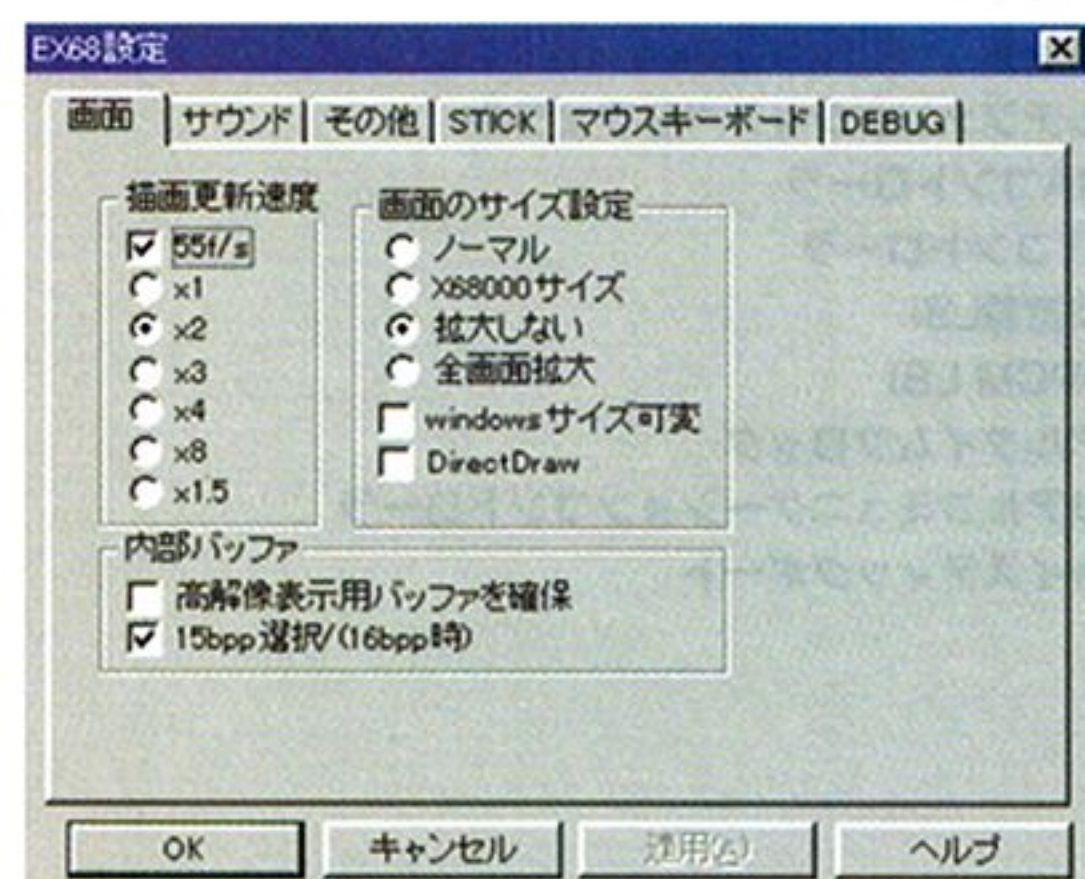 EX68設定
画面 サウンド その他 STICK マウスキーボード DEBUG
描画更新速度
55f/s
x1
x2
x3
x4
x8
x1.5
画面のサイズ設定
ノーマル
X68000サイズ
拡大しない
全画面拡大
windowsサイズ可変
DirectDraw
内部バッファ
高解像表示用バッファを確保
15bpp選択/(16bpp時)
OK キャンセル 適用(A) ヘルプ